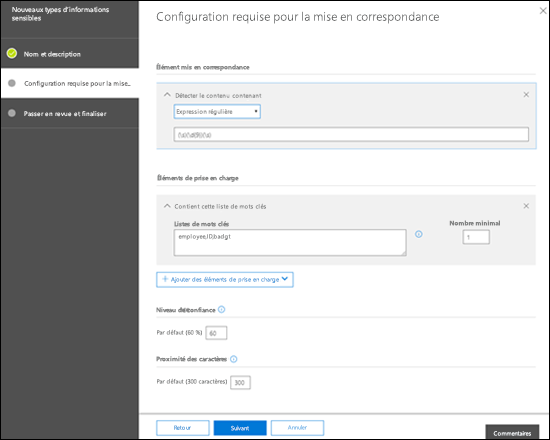 Nouveaux types d'informations
sensibles
Nom et description
Configuration requise pour la mise...
Passer en revue et finaliser
Configuration requise pour la mise en correspondance
Élément mis en correspondance
Détecter le contenu contenant
Expression régulière
Éléments de prise en charge
Contient cette liste de mots clés
Listes de mots clés
Nombre minimal
employee,ID,badge
1
+ Ajouter des éléments de prise en charge
Niveau de confiance
Par défaut (60 %) 60
Proximité des caractères
Par défaut (300 caractères) 300
Retour
Suivant
Annuler
Commentaires